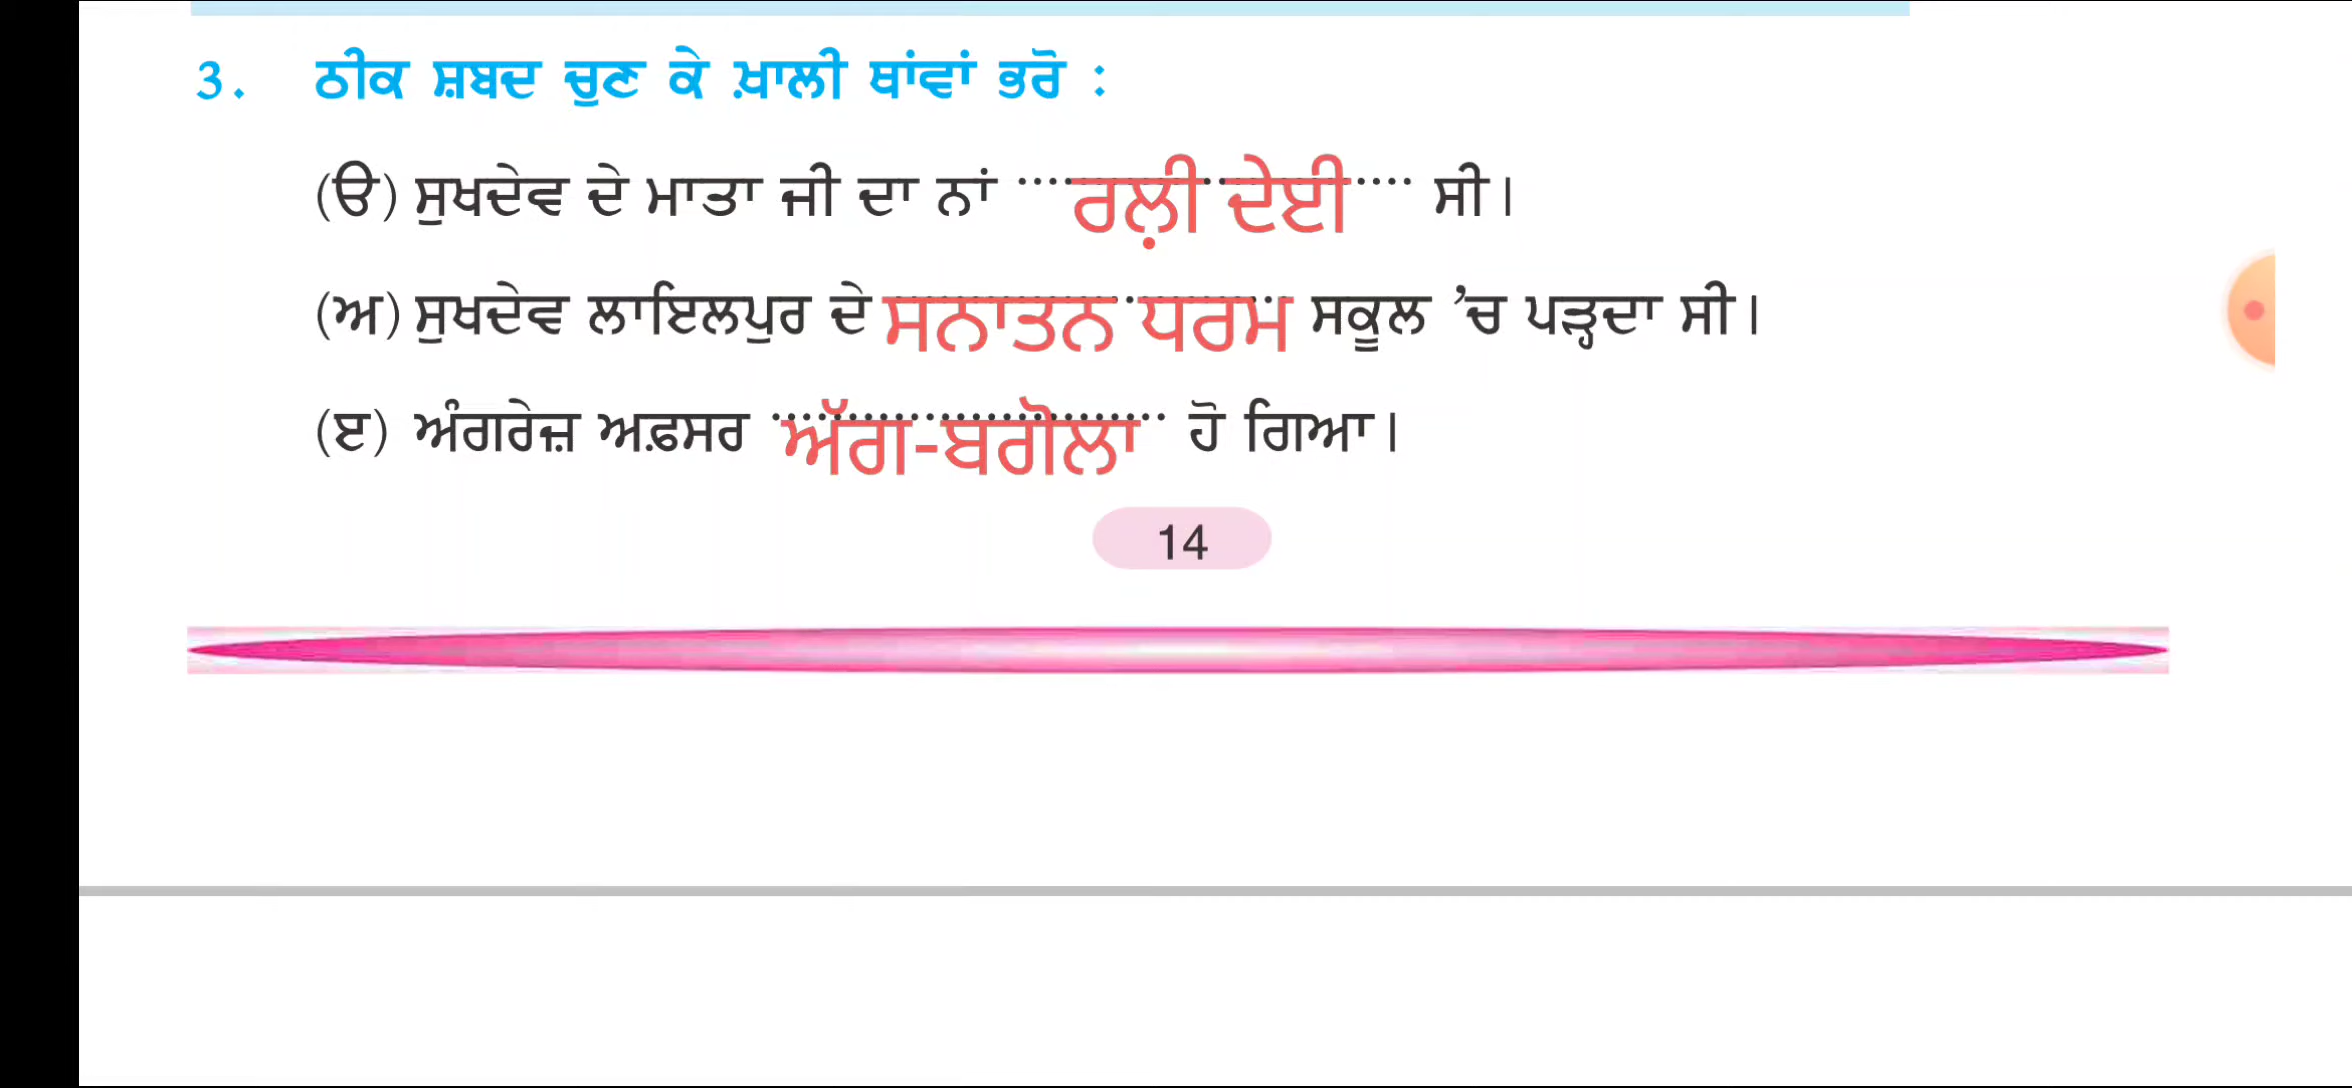 3. ਠੀਕ ਸ਼ਬਦ ਚੁਣ ਕੇ ਖ਼ਾਲੀ ਥਾਂਵਾਂ ਭਰੋ :
(ੳ) ਸੁਖਦੇਵ ਦੇ ਮਾਤਾ ਜੀ ਦਾ ਨਾਂ ਰਲ਼ੀ ਦੇਈ ਸੀ।
(ਅ) ਸੁਖਦੇਵ ਲਾਇਲਪੁਰ ਦੇ ਸਨਾਤਨ ਧਰਮ ਸਕੂਲ ’ਚ ਪੜ੍ਹਦਾ ਸੀ।
(ੲ) ਅੰਗਰੇਜ਼ ਅਫ਼ਸਰ ਅੱਗ-ਬਗੋਲਾ ਹੋ ਗਿਆ।
14